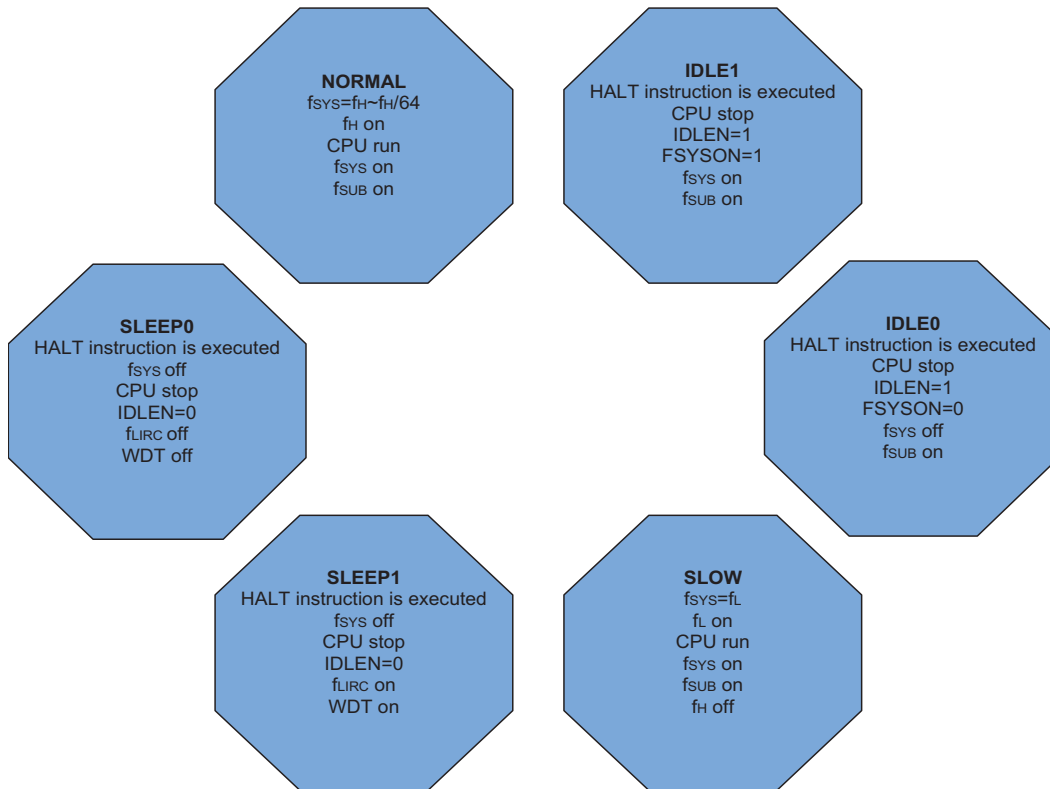 NORMAL
fSYS=fH~fH/64
fH on
CPU run
fSYS on
fSUB on
IDLE1
HALT instruction is executed
CPU stop
IDLEN=1
FSYSON=1
fSYS on
fSUB on
SLEEP0
HALT instruction is executed
fSYS off
CPU stop
IDLEN=0
fLIRC off
WDT off
IDLE0
HALT instruction is executed
CPU stop
IDLEN=1
FSYSON=0
fSYS off
fSUB on
SLEEP1
HALT instruction is executed
fSYS off
CPU stop
IDLEN=0
fLIRC on
WDT on
SLOW
fSYS=fL
fL on
CPU run
fSYS on
fSUB on
fH off